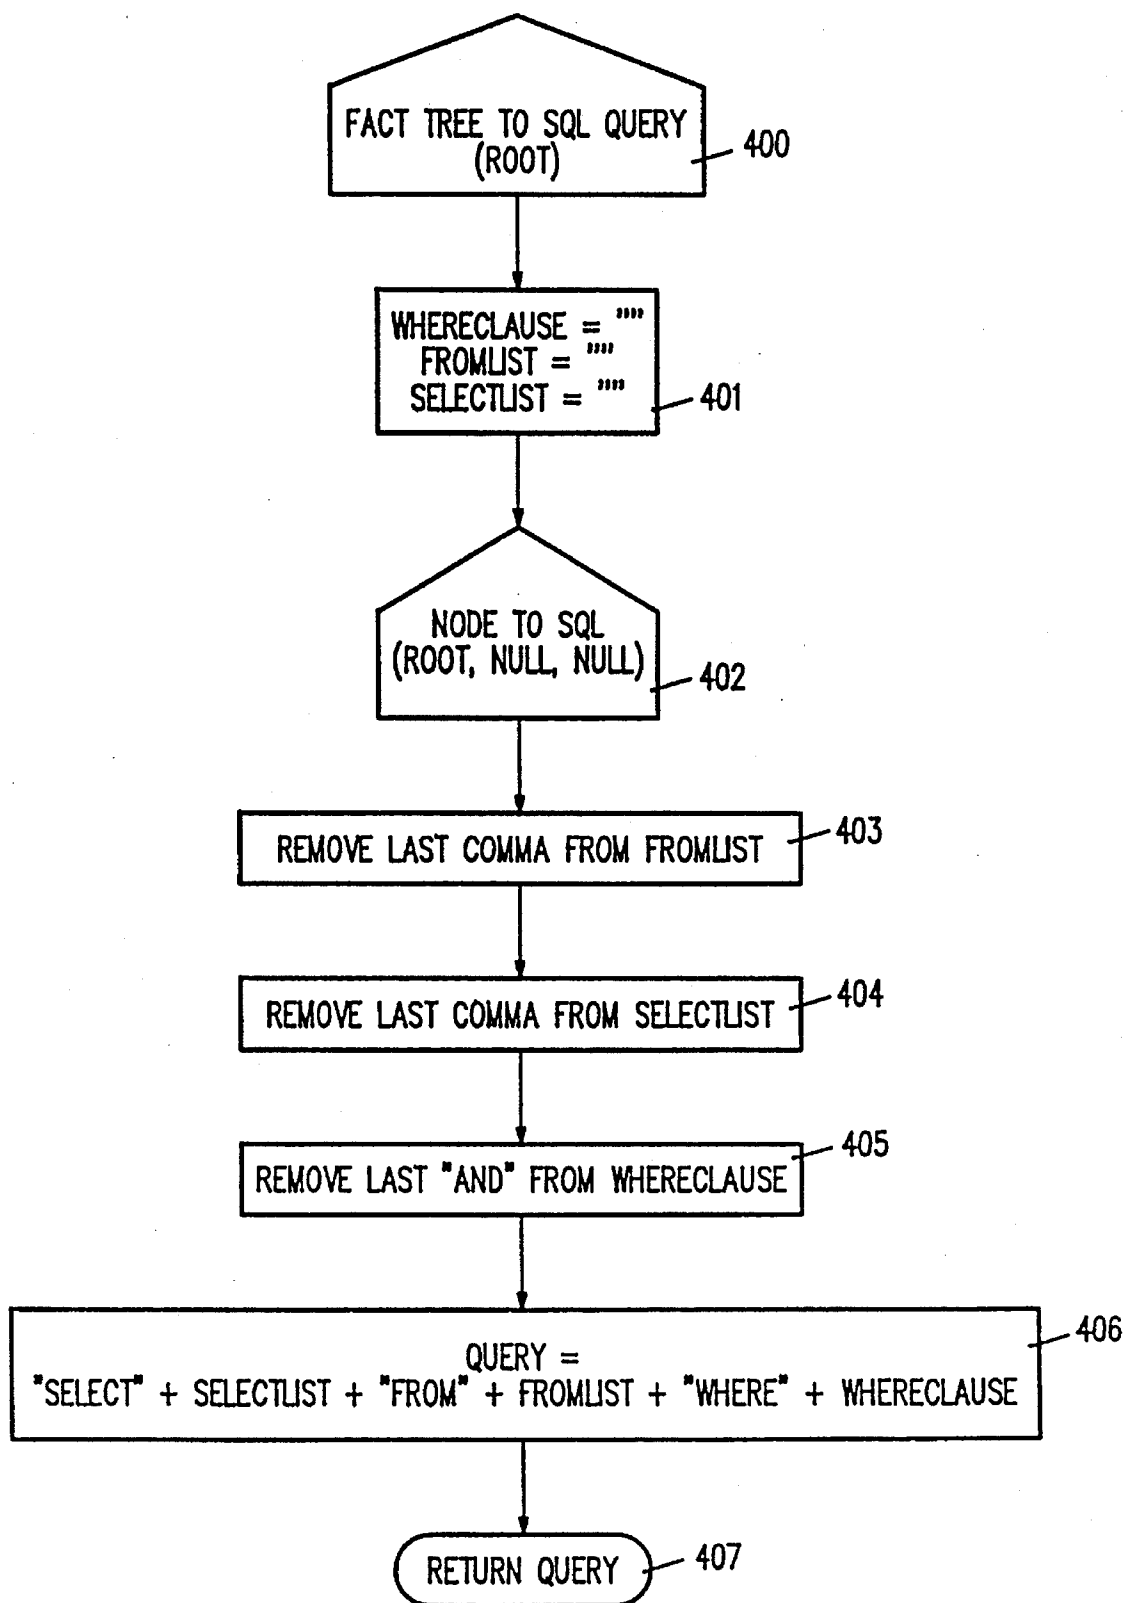 FACT TREE TO SQL QUERY
(ROOT)
400
WHERECLAUSE = """
FROMLIST = """
SELECTLIST = """
401
NODE TO SQL
(ROOT, NULL, NULL)
402
REMOVE LAST COMMA FROM FROMLIST
403
REMOVE LAST COMMA FROM SELECTLIST
404
REMOVE LAST "AND" FROM WHERECLAUSE
405
QUERY =
"SELECT" + SELECTLIST + "FROM" + FROMLIST + "WHERE" + WHERECLAUSE
406
RETURN QUERY
407